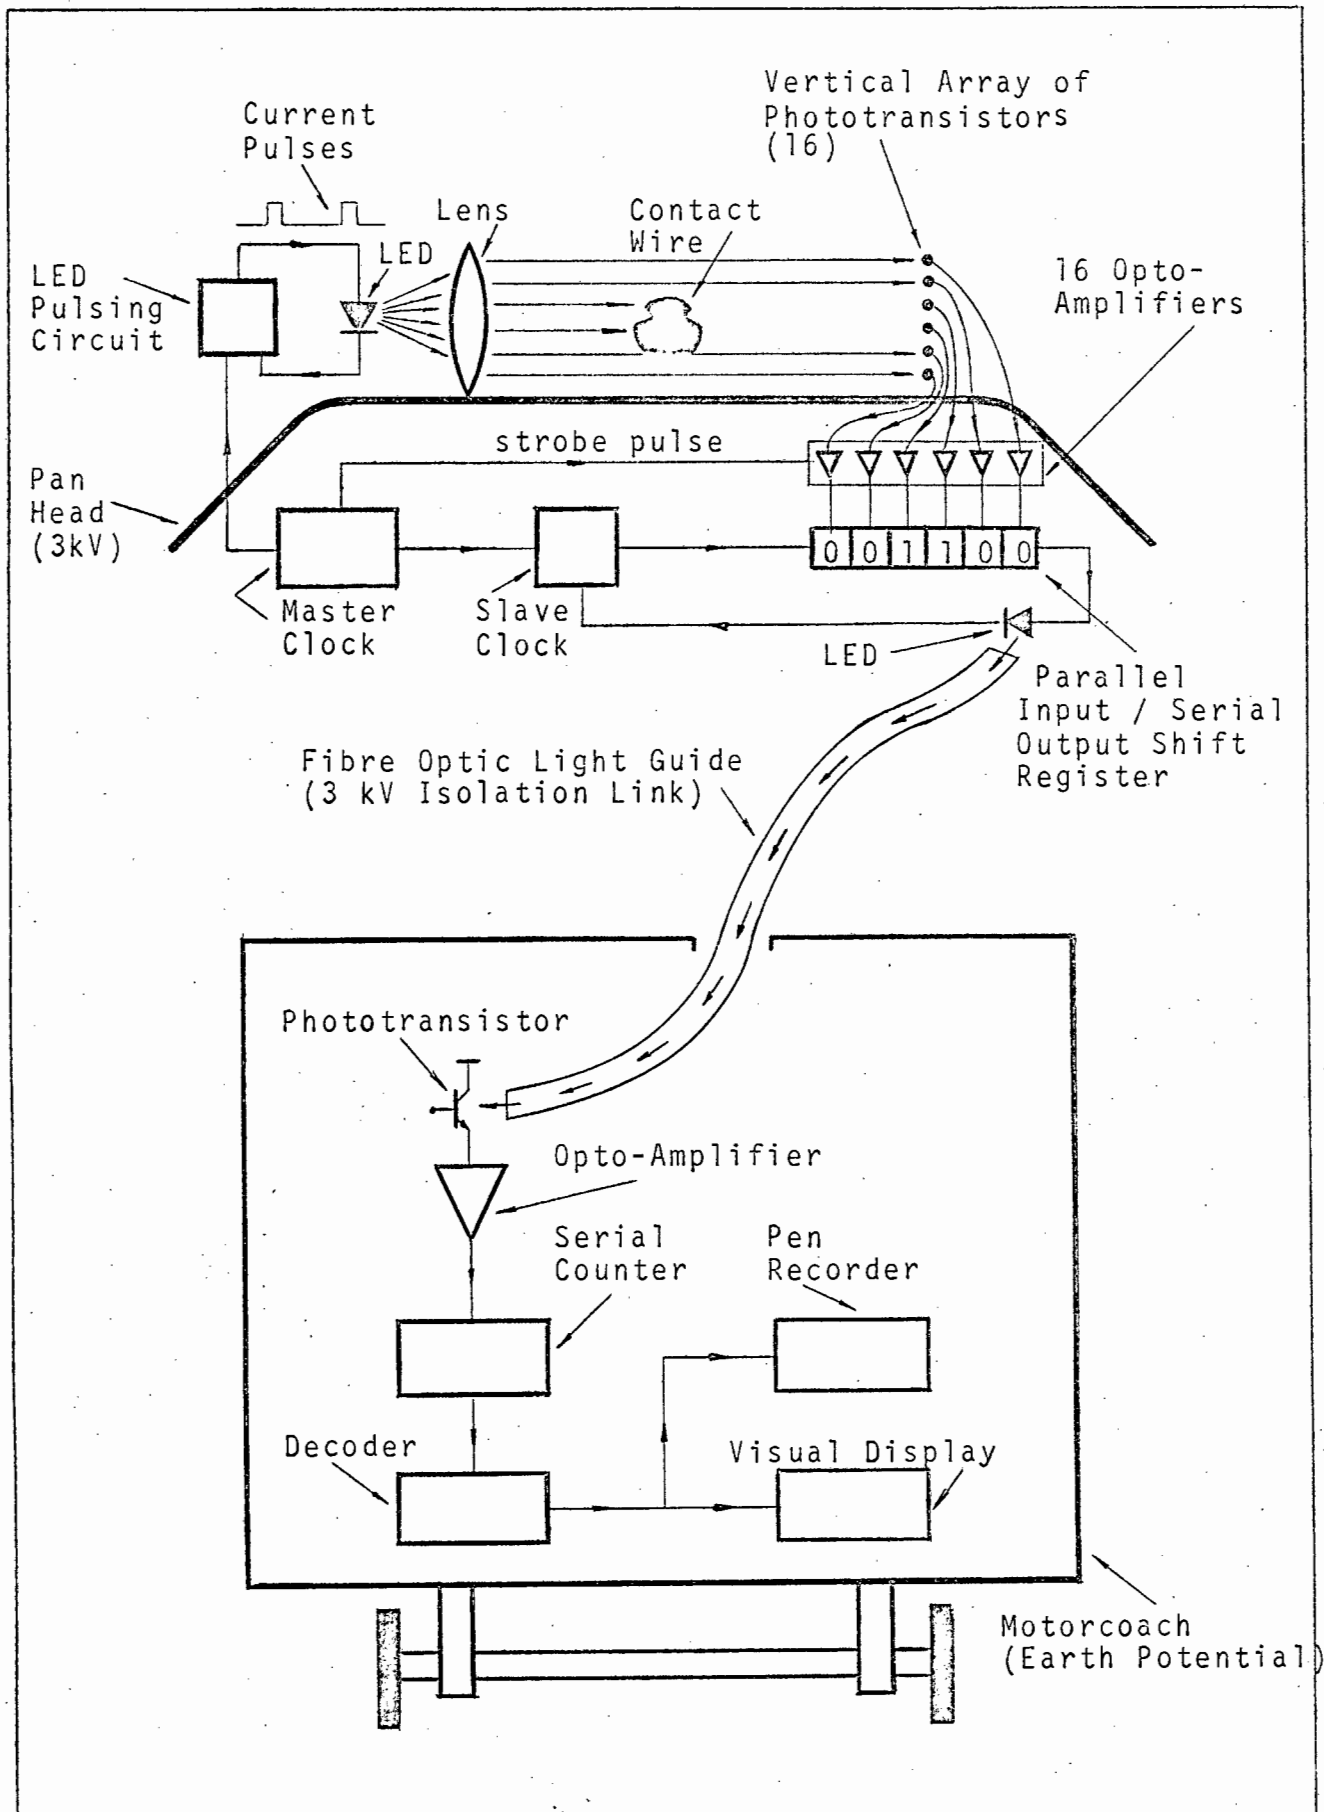 Vertical Array of
Phototransistors
(16)
Current
Pulses
Lens
Contact
Wire
LED
LED
Pulsing
Circuit
16 Opto-
Amplifiers
strobe pulse
Pan
Head
(3kV)
0 0 1 1 0 0
Master
Clock
Slave
Clock
LED
Parallel
Input / Serial
Output Shift
Register
Fibre Optic Light Guide
(3 kV Isolation Link)
Phototransistor
Opto-Amplifier
Serial
Counter
Pen
Recorder
Decoder
Visual Display
Motorcoach
(Earth Potential)